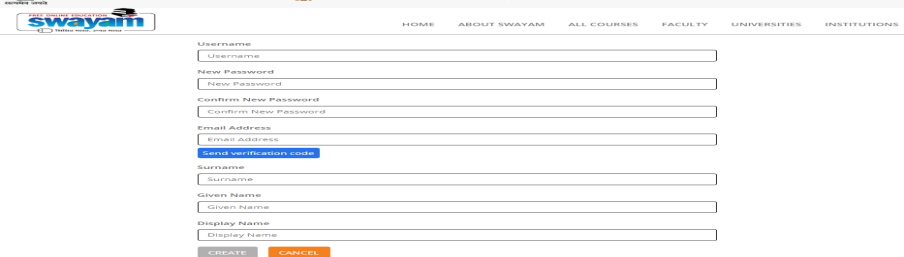 FREE ONLINE EDUCATION
swayam
HOME ABOUT SWAYAM ALL COURSES FACULTY UNIVERSITIES INSTITUTIONS
Username
Username
New Password
New Password
Confirm New Password
Confirm New Password
Email Address
Email Address
Send verification code
Surname
Surname
Given Name
Given Name
Display Name
Display Name
CREATE CANCEL